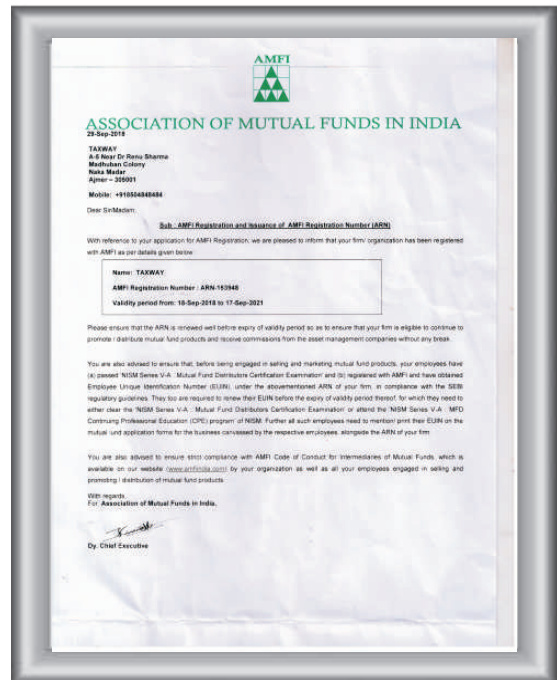 AMFI
ASSOCIATION OF MUTUAL FUNDS IN INDIA
28-Sep-2018
TAXWAY
A-5 Near Dr Renu Sharma
Madhuban Colony
Naka Madar
Ajmer – 305001
Mobile: +918504848484
Dear Sir/Madam,
Sub : AMFI Registration and Issuance of AMFI Registration Number (ARN)
With reference to your application for AMFI Registration, we are pleased to inform that your firm/ organization has been registered
with AMFI as per details given below
Name: TAXWAY
AMFI Registration Number : ARN-153948
Validity period from: 18-Sep-2018 to 17-Sep-2021
Please ensure that the ARN is renewed well before expiry of validity period so as to ensure that your firm is eligible to continue to
promote / distribute mutual fund products and receive commissions from the asset management companies without any break.
You are also advised to ensure that, before being engaged in selling and marketing mutual fund products, your employees have
(a) passed 'NISM Series V-A : Mutual Fund Distributors Certification Examination' and (b) registered with AMFI and have obtained
Employee Unique Identification Number (EUIN), under the abovementioned ARN of your firm, in compliance with the SEBI
regulatory guidelines. They too are required to renew their EUIN before the expiry of validity period thereof, for which they need to
either clear the 'NISM Series V-A : Mutual Fund Distributors Certification Examination' or attend the 'NISM Series V-A : MFD
Continuing Professional Education (CPE) program' of NISM. Further all such employees need to mention/ print their EUIN on the
mutual fund application forms for the business canvassed by the respective employees, alongside the ARN of your firm
You are also advised to ensure strict compliance with AMFI Code of Conduct for Intermediaries of Mutual Funds, which is
available on our website (www.amfiindia.com) by your organization as well as all your employees engaged in selling and
promoting / distribution of mutual fund products
With regards,
For Association of Mutual Funds in India,
Dy. Chief Executive